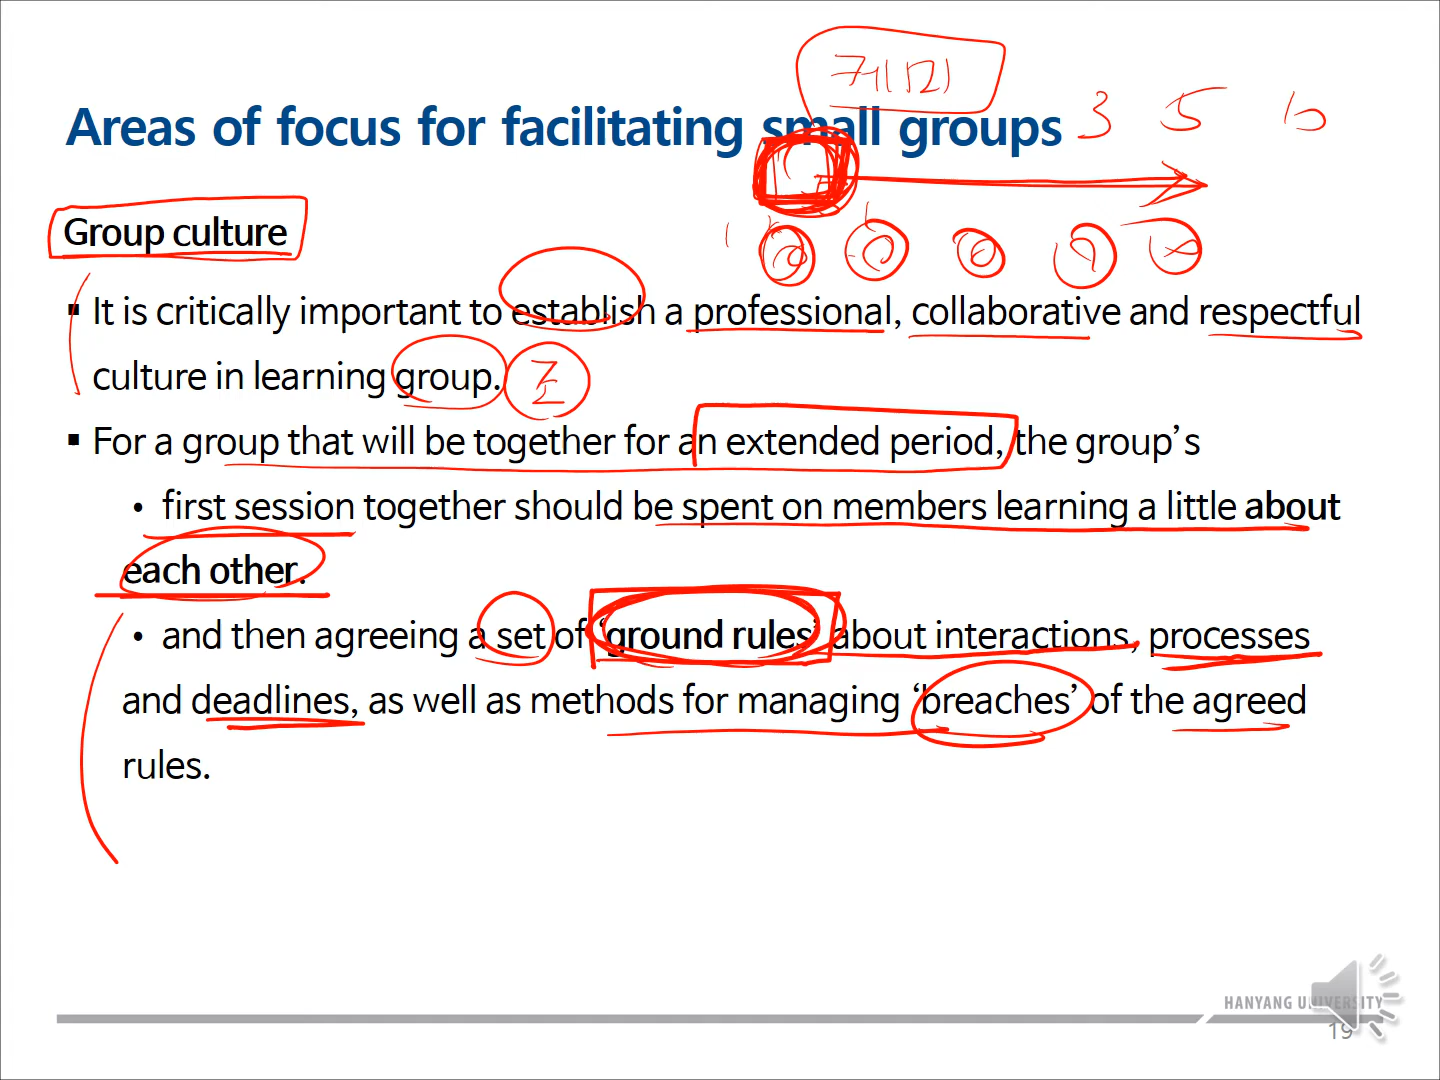 Areas of focus for facilitating small groups
3 5
Group culture
▪ It is critically important to establish a professional, collaborative and respectful
culture in learning group. 조
▪ For a group that will be together for an extended period, the group’s
• first session together should be spent on members learning a little about
each other.
• and then agreeing a set of ‘ground rules’ about interactions, processes
and deadlines, as well as methods for managing ‘breaches’ of the agreed
rules.
HANYANG UNIVERSITY
19